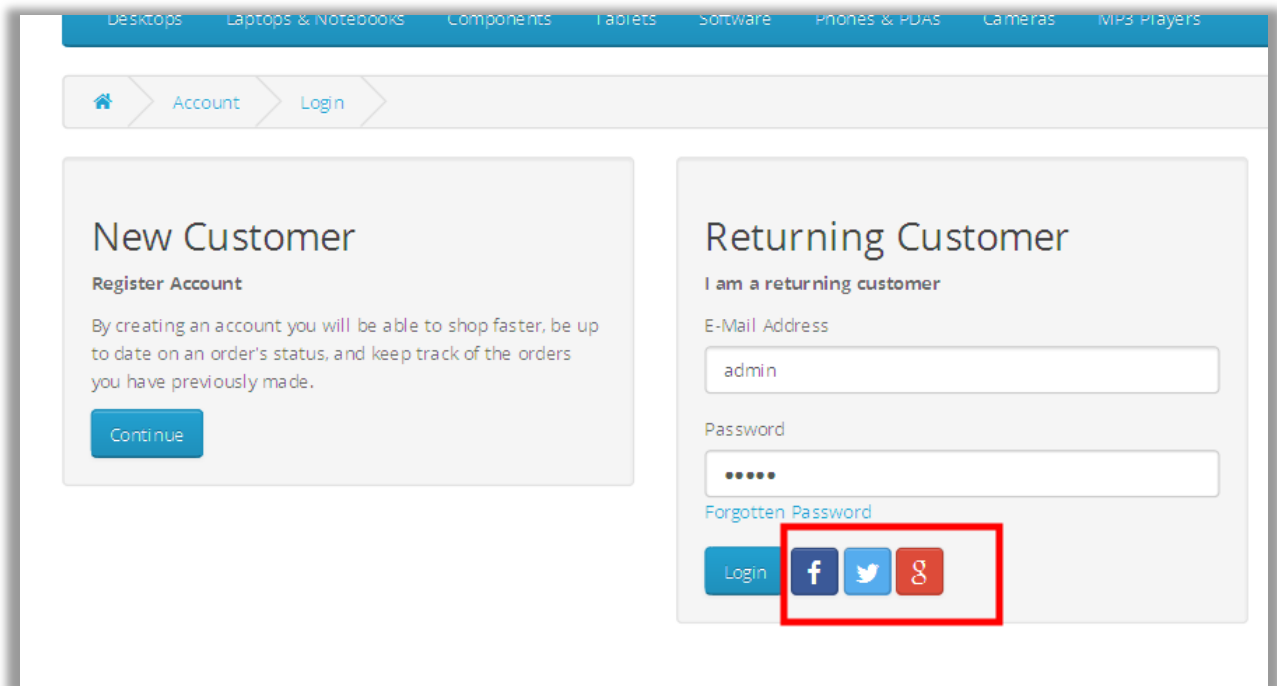 Desktops Laptops & Notebooks Components Tablets Software Phones & PDAs Cameras MP3 Players
Account Login
New Customer
Register Account
By creating an account you will be able to shop faster, be up
to date on an order's status, and keep track of the orders
you have previously made.
Continue
Returning Customer
I am a returning customer
E-Mail Address
admin
Password
•••••
Forgotten Password
Login f g